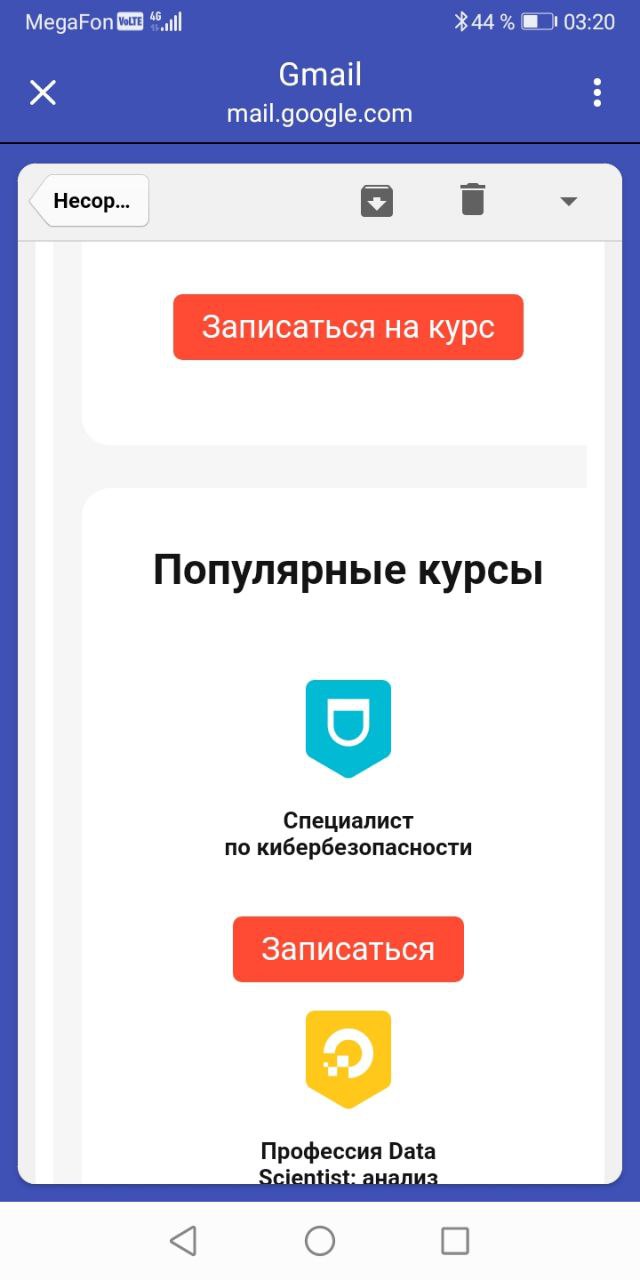 MegaFon VoLTE 4G 44 % 03:20
Gmail
mail.google.com
Несор...
Записаться на курс
Популярные курсы
Специалист
по кибербезопасности
Записаться
Профессия Data
Scientist: анализ